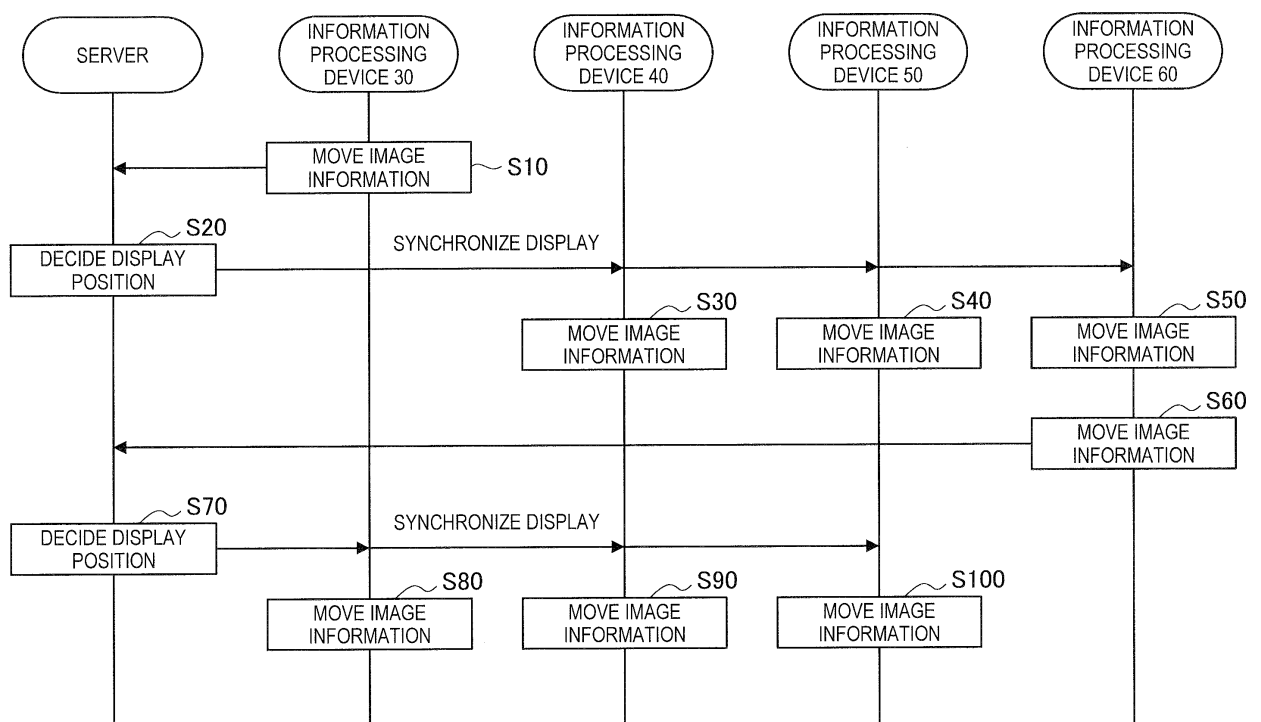 SERVER
INFORMATION
PROCESSING
DEVICE 30
INFORMATION
PROCESSING
DEVICE 40
INFORMATION
PROCESSING
DEVICE 50
INFORMATION
PROCESSING
DEVICE 60
MOVE IMAGE
INFORMATION
S10
S20
DECIDE DISPLAY
POSITION
SYNCHRONIZE DISPLAY
S30
MOVE IMAGE
INFORMATION
S40
MOVE IMAGE
INFORMATION
S50
MOVE IMAGE
INFORMATION
S60
MOVE IMAGE
INFORMATION
S70
DECIDE DISPLAY
POSITION
SYNCHRONIZE DISPLAY
S80
MOVE IMAGE
INFORMATION
S90
MOVE IMAGE
INFORMATION
S100
MOVE IMAGE
INFORMATION